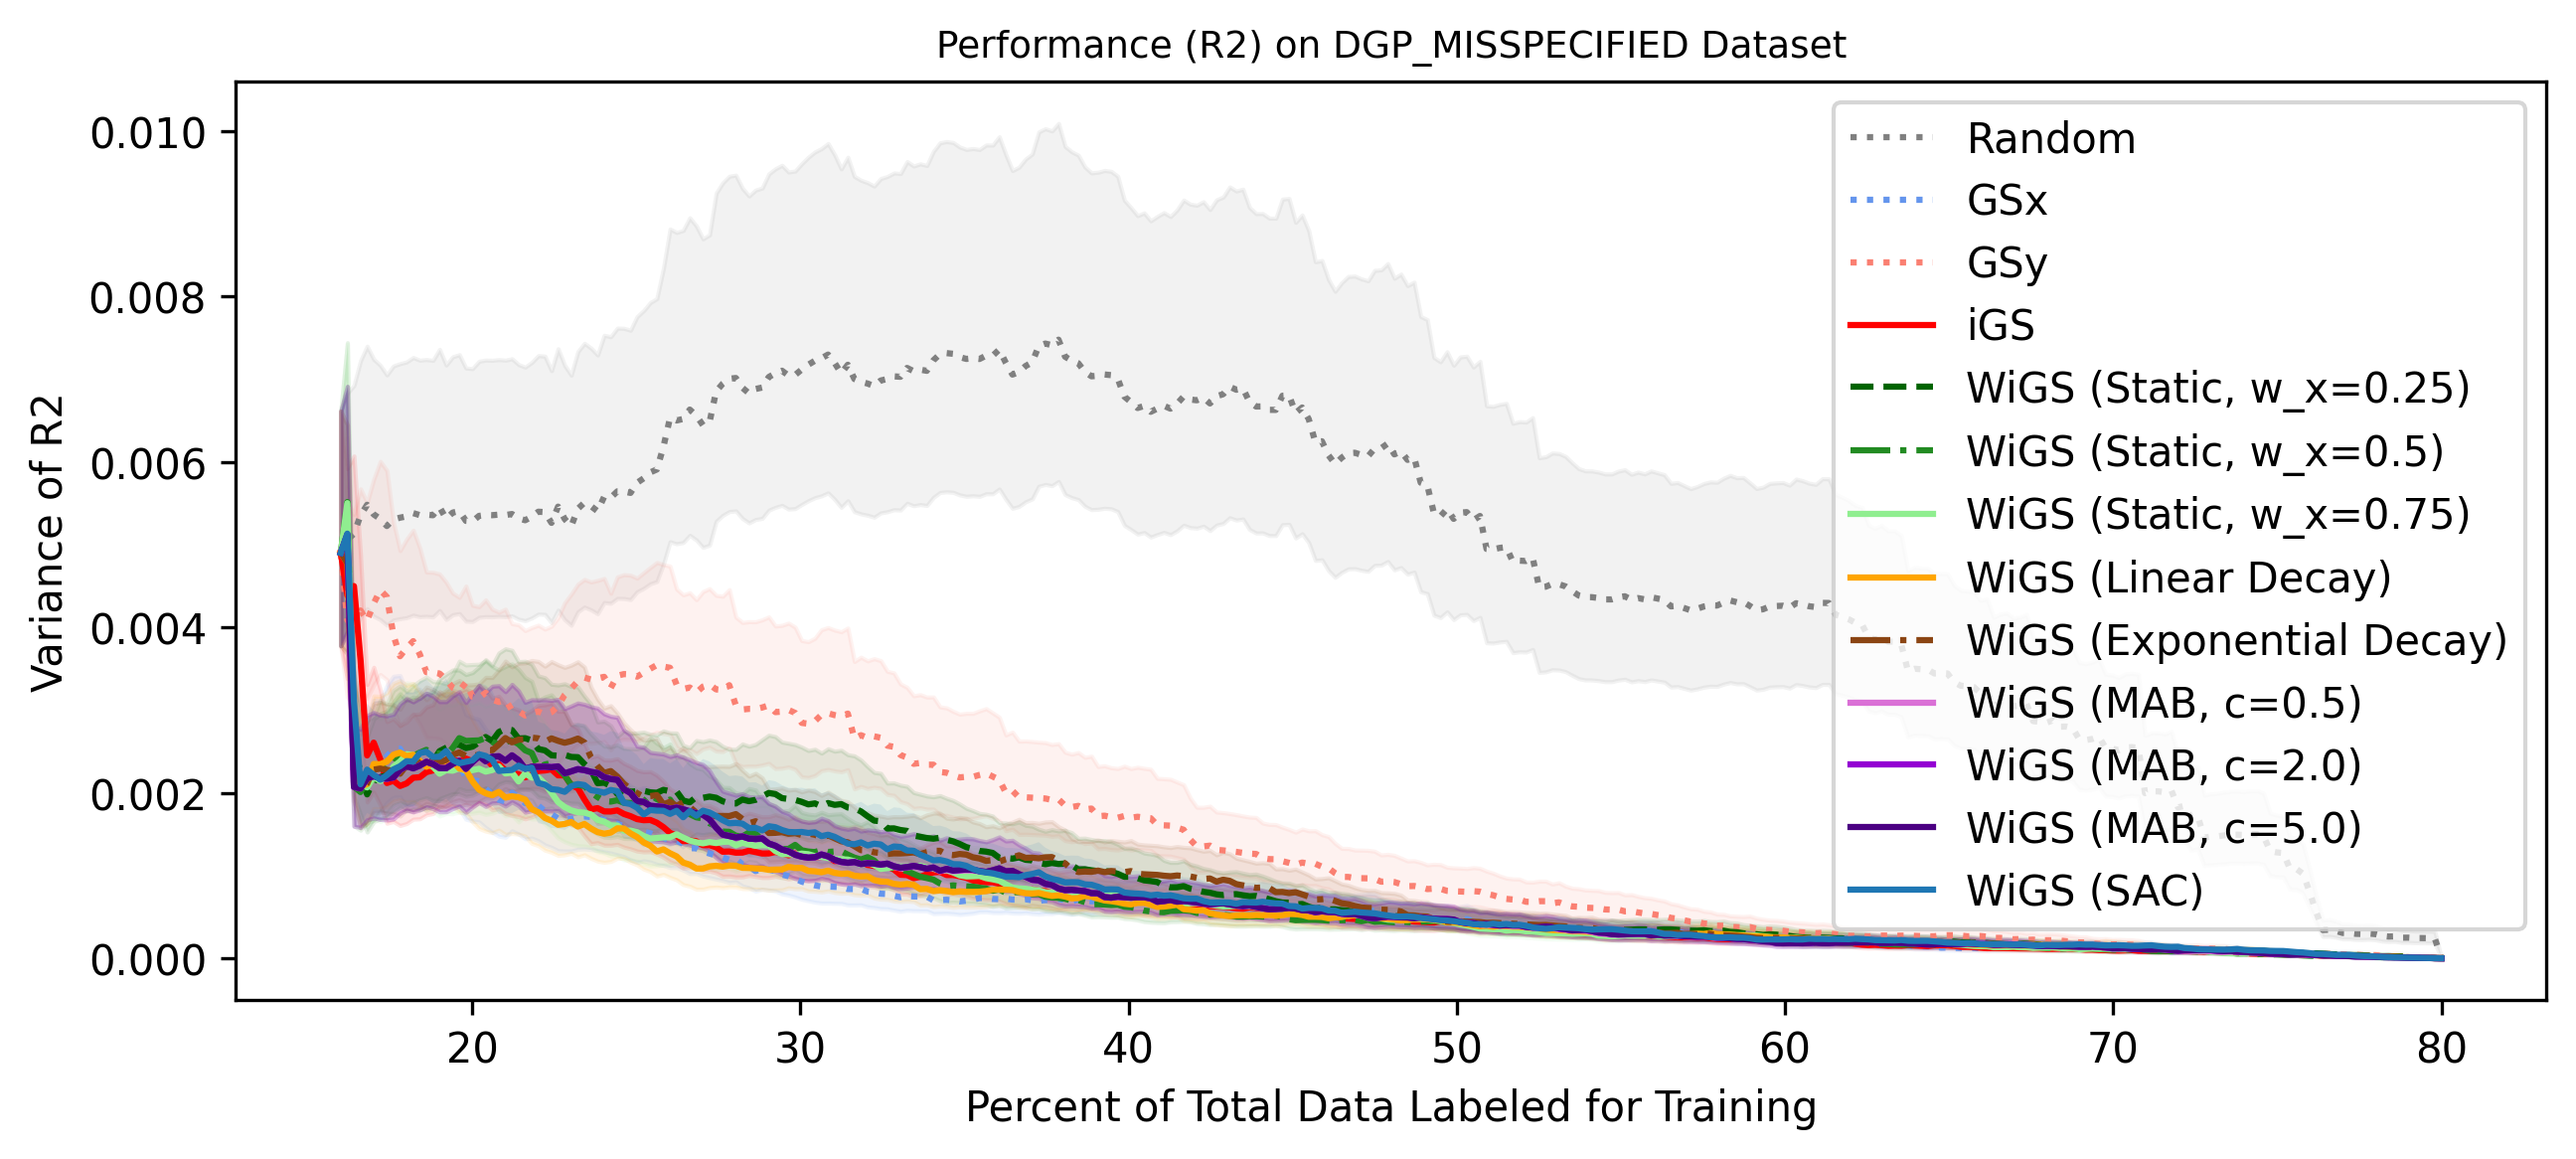 Performance (R2) on DGP_MISSPECIFIED Dataset
0.010
0.008
0.006
0.004
0.002
0.000
Variance of R2
Random
GSx
GSy
iGS
WiGS (Static, w_x=0.25)
WiGS (Static, w_x=0.5)
WiGS (Static, w_x=0.75)
WiGS (Linear Decay)
WiGS (Exponential Decay)
WiGS (MAB, c=0.5)
WiGS (MAB, c=2.0)
WiGS (MAB, c=5.0)
WiGS (SAC)
20 30 40 50 60 70 80
Percent of Total Data Labeled for Training